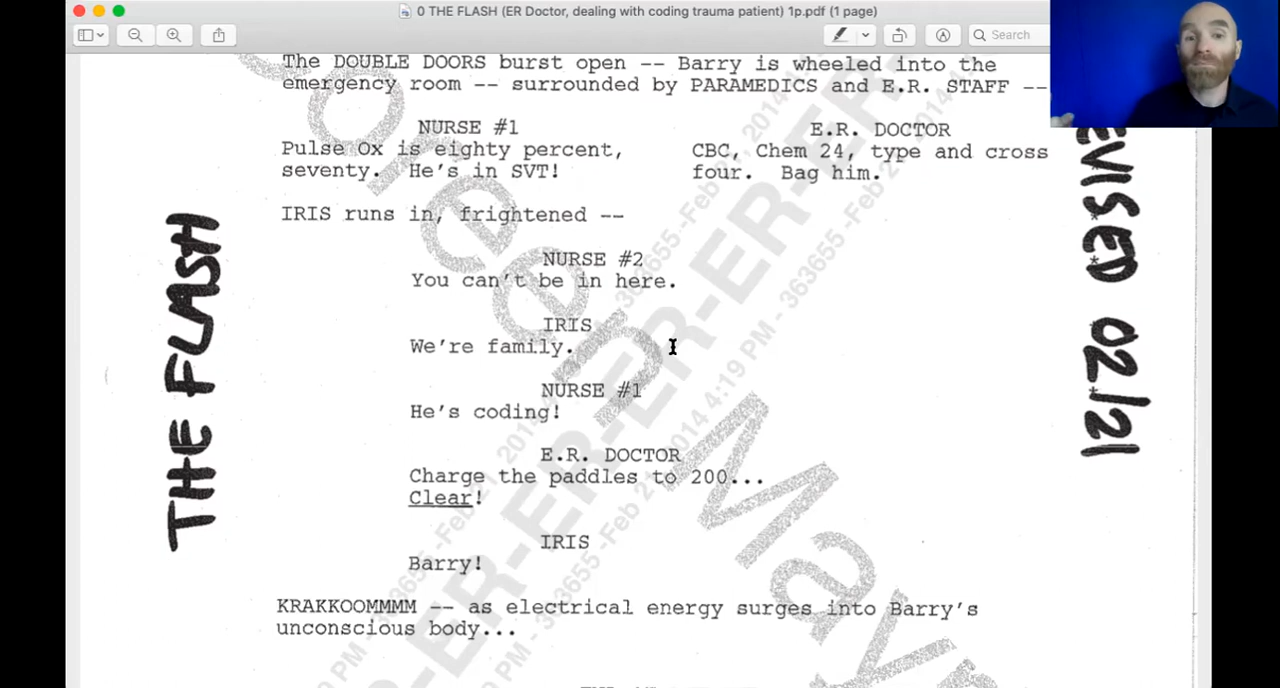 0 THE FLASH (ER Doctor, dealing with coding trauma patient) 1p.pdf (1 page)
Search
The DOUBLE DOORS burst open -- Barry is wheeled into the
emergency room -- surrounded by PARAMEDICS and E.R. STAFF --
NURSE #1
Pulse Ox is eighty percent,
seventy. He's in SVT!
E.R. DOCTOR
CBC, Chem 24, type and cross
four. Bag him.
IRIS runs in, frightened --
NURSE #2
You can't be in here.
IRIS
We're family.
NURSE #1
He's coding!
E.R. DOCTOR
Charge the paddles to 200...
Clear!
IRIS
Barry!
KRAKKOOMMMM -- as electrical energy surges into Barry's
unconscious body...
THE FLASH
EVISED 02/21